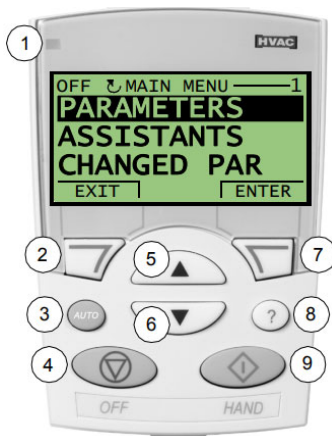 1
HVAC
OFF ↻MAIN MENU 1
PARAMETERS
ASSISTANTS
CHANGED PAR
EXIT ENTER
2
5
7
3
AUTO
6
?
8
4
9
OFF
HAND